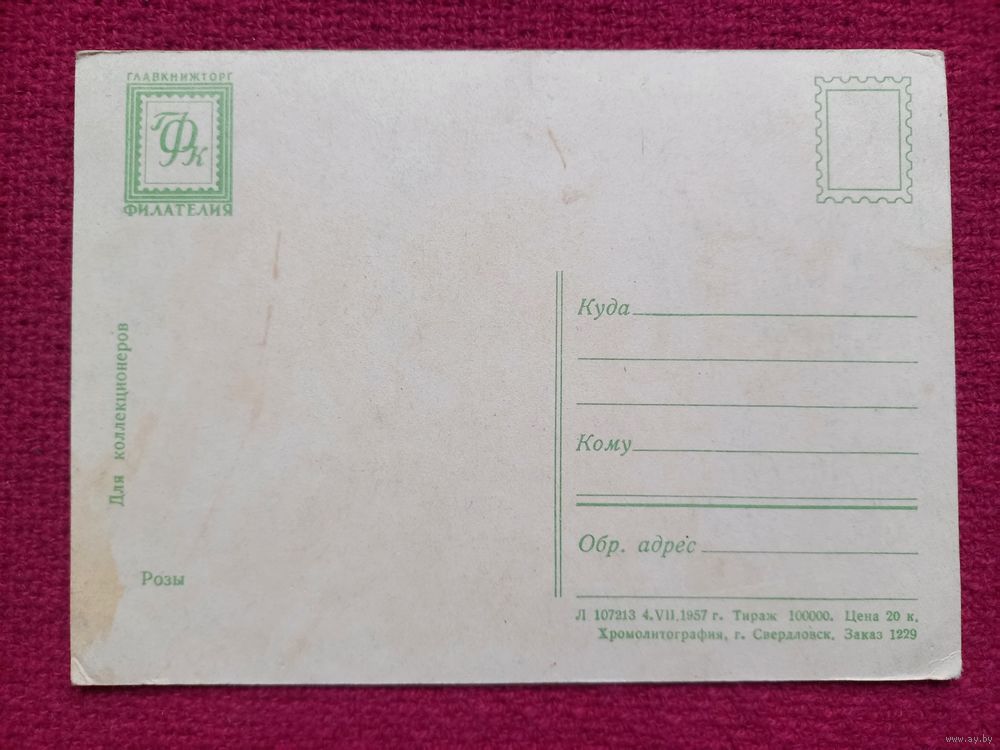 ГЛАВКНИЖТОРГ
ГФК
ФИЛАТЕЛИЯ
Для коллекционеров
Розы
Куда
Кому
Обр. адрес
Л 107213 4.VII.1957 г. Тираж 100000. Цена 20 к.
Хромолитография, г. Свердловск. Заказ 1229
www.ay.by